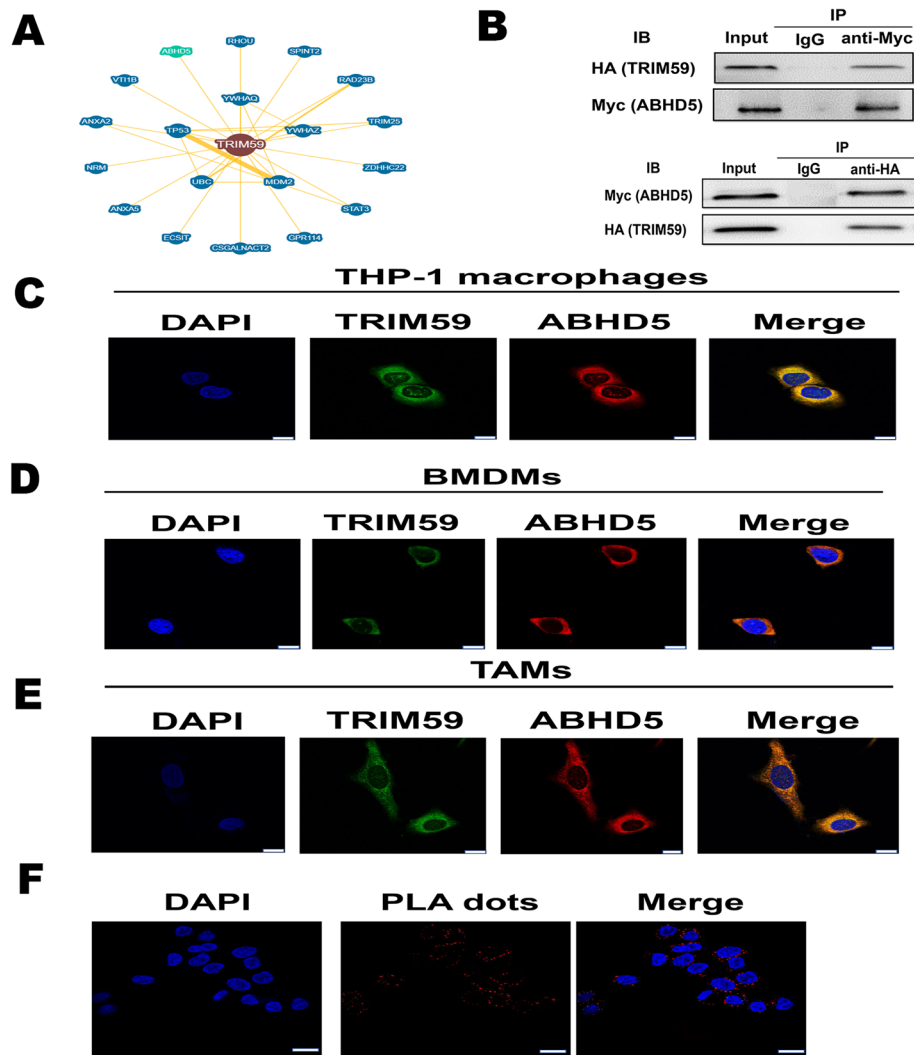 A
RHOU
ABHD5
SPINT2
VTI1B
RAD23B
YWHAQ
ANXA2
TP53
YWHAZ
TRIM25
TRIM59
NRM
ZDHHC22
UBC
MDM2
ANXA5
STAT3
ECSIT
GPR114
CSGALNACT2
B
IP
IB Input IgG anti-Myc
HA (TRIM59)
Myc (ABHD5)
IP
IB Input IgG anti-HA
Myc (ABHD5)
HA (TRIM59)
C
THP-1 macrophages
DAPI TRIM59 ABHD5 Merge
D
BMDMs
DAPI TRIM59 ABHD5 Merge
E
TAMs
DAPI TRIM59 ABHD5 Merge
F
DAPI PLA dots Merge